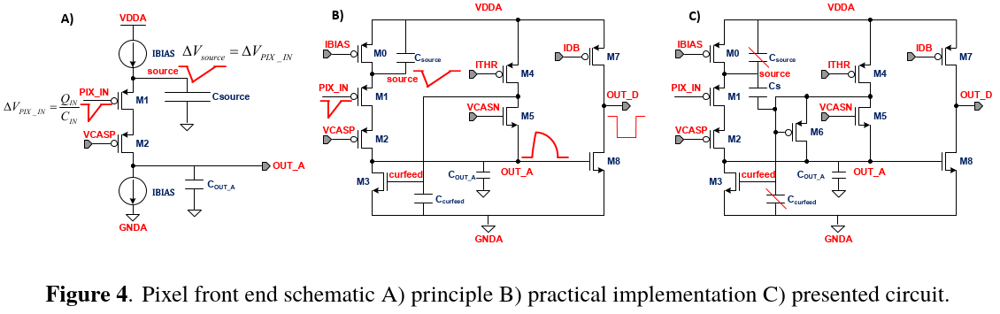 A)
VDDA
IBIAS
ΔV_source = ΔV_PIX_IN
source
Csource
PIX_IN
ΔV_PIX_IN = Q_IN / C_IN
M1
VCASP
M2
OUT_A
IBIAS
C_OUT_A
GNDA
B)
VDDA
IBIAS
M0
C_source
source
ITHR
M4
IDB
M7
PIX_IN
M1
OUT_D
VCASN
M5
VCASP
M2
M8
OUT_A
M3
curfeed
C_OUT_A
C_curfeed
GNDA
C)
VDDA
IBIAS
M0
C_source
source
Cs
ITHR
M4
IDB
M7
PIX_IN
M1
OUT_D
VCASN
M5
M6
VCASP
M2
M8
OUT_A
M3
curfeed
C_OUT_A
C_curfeed
GNDA
Figure 4. Pixel front end schematic A) principle B) practical implementation C) presented circuit.